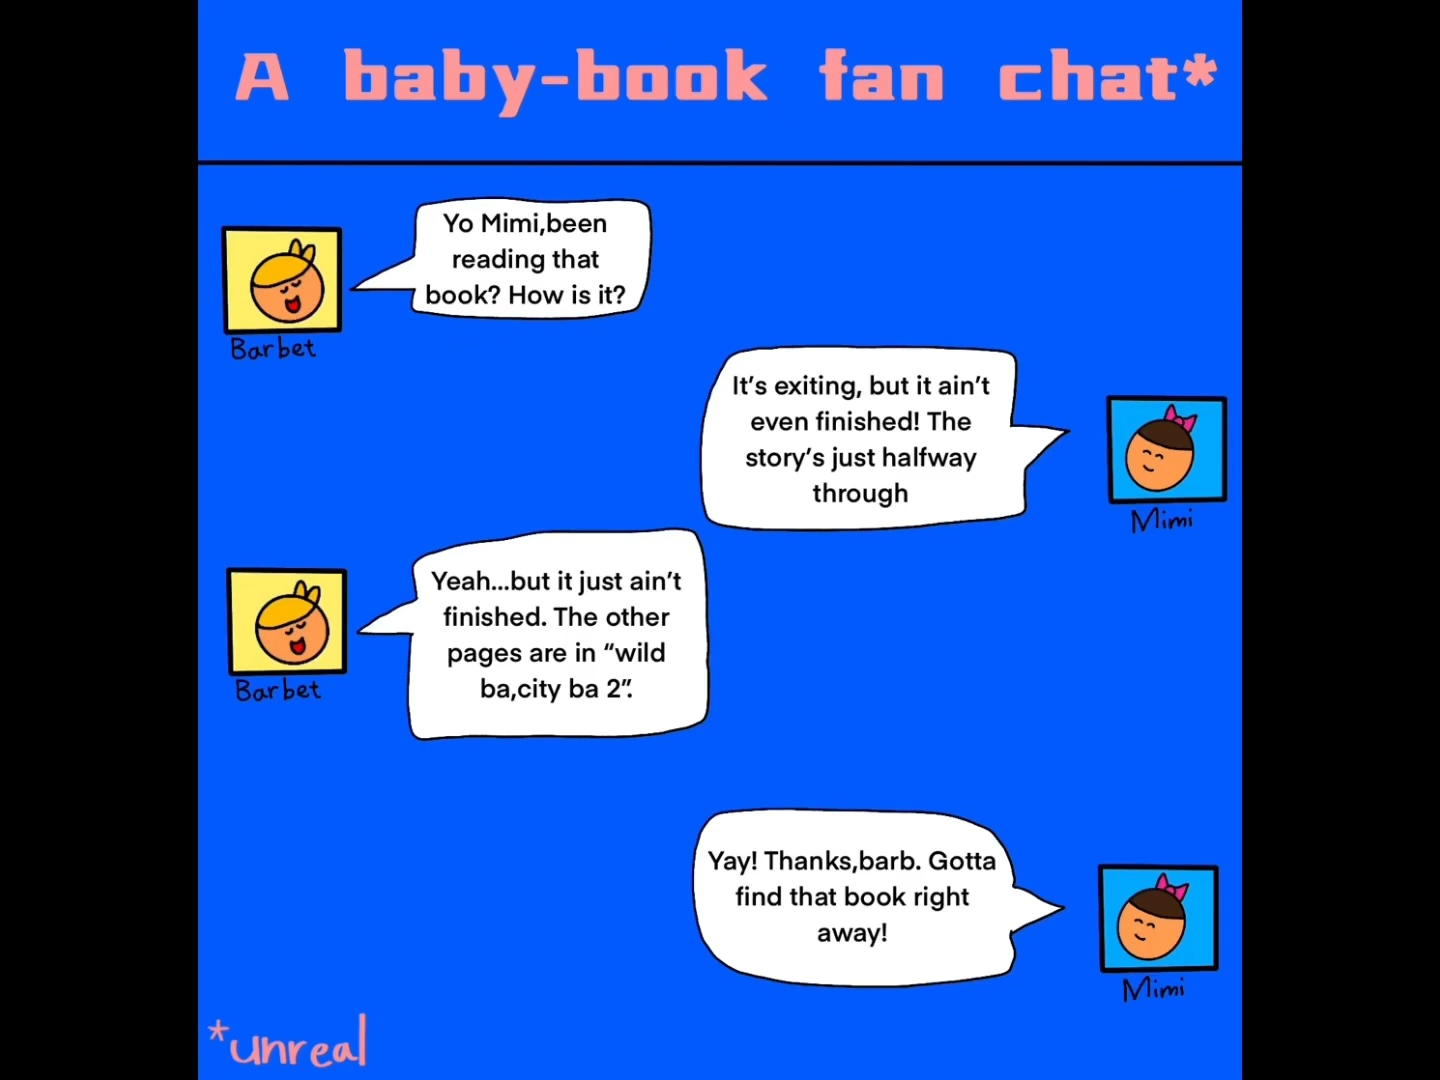 A baby-book fan chat*
Yo Mimi,been
reading that
book? How is it?
Barbet
It's exiting, but it ain't
even finished! The
story's just halfway
through
Mimi
Yeah...but it just ain't
finished. The other
pages are in “wild
ba,city ba 2”.
Barbet
Yay! Thanks,barb. Gotta
find that book right
away!
Mimi
*unreal